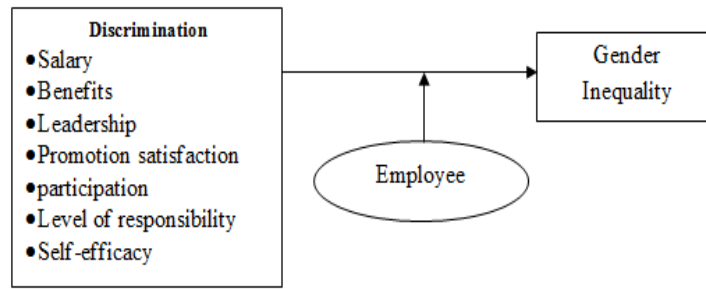 Discrimination
•Salary
•Benefits
•Leadership
•Promotion satisfaction
•participation
•Level of responsibility
•Self-efficacy
Gender
Inequality
Employee